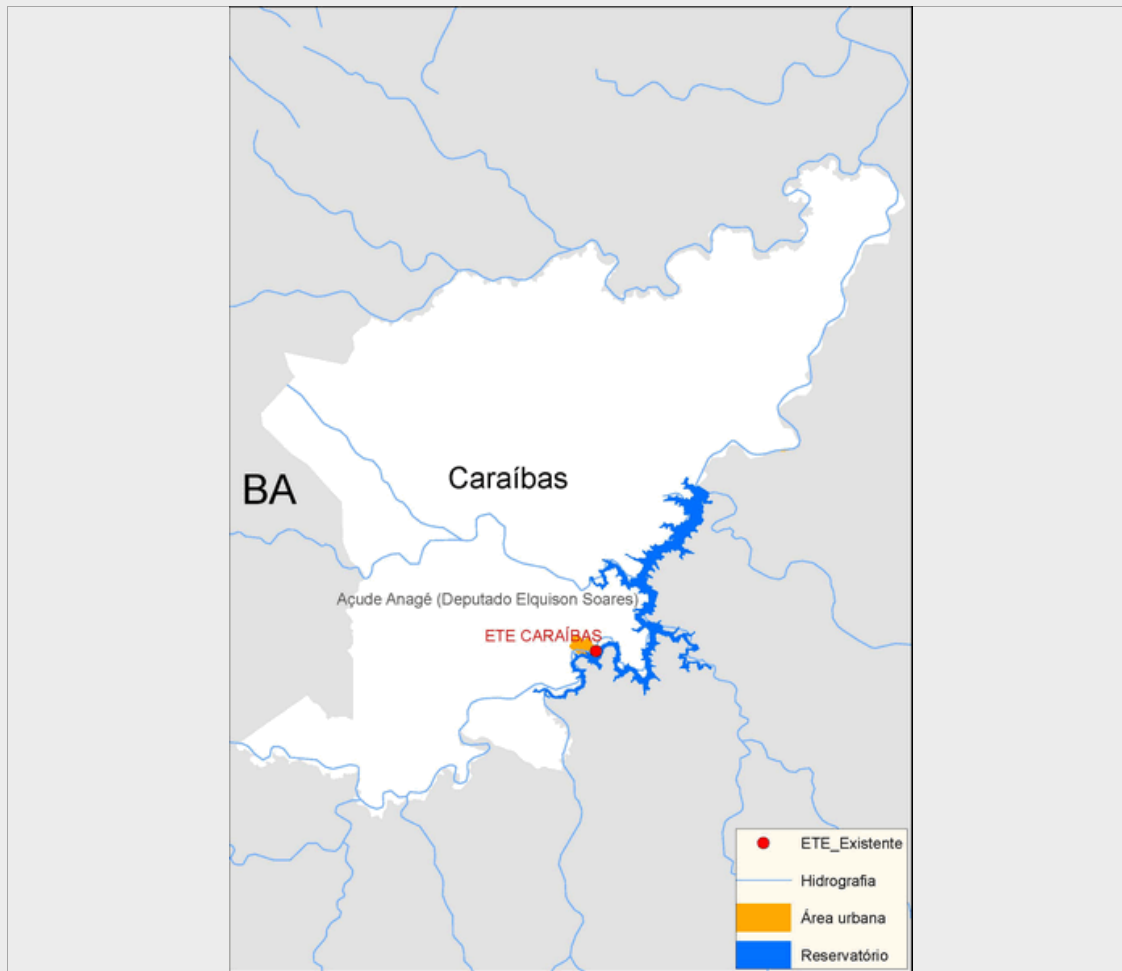 Caraíbas
BA
Açude Anagé (Deputado Elquison Soares)
ETE CARAÍBAS
ETE_Existente
Hidrografia
Área urbana
Reservatório